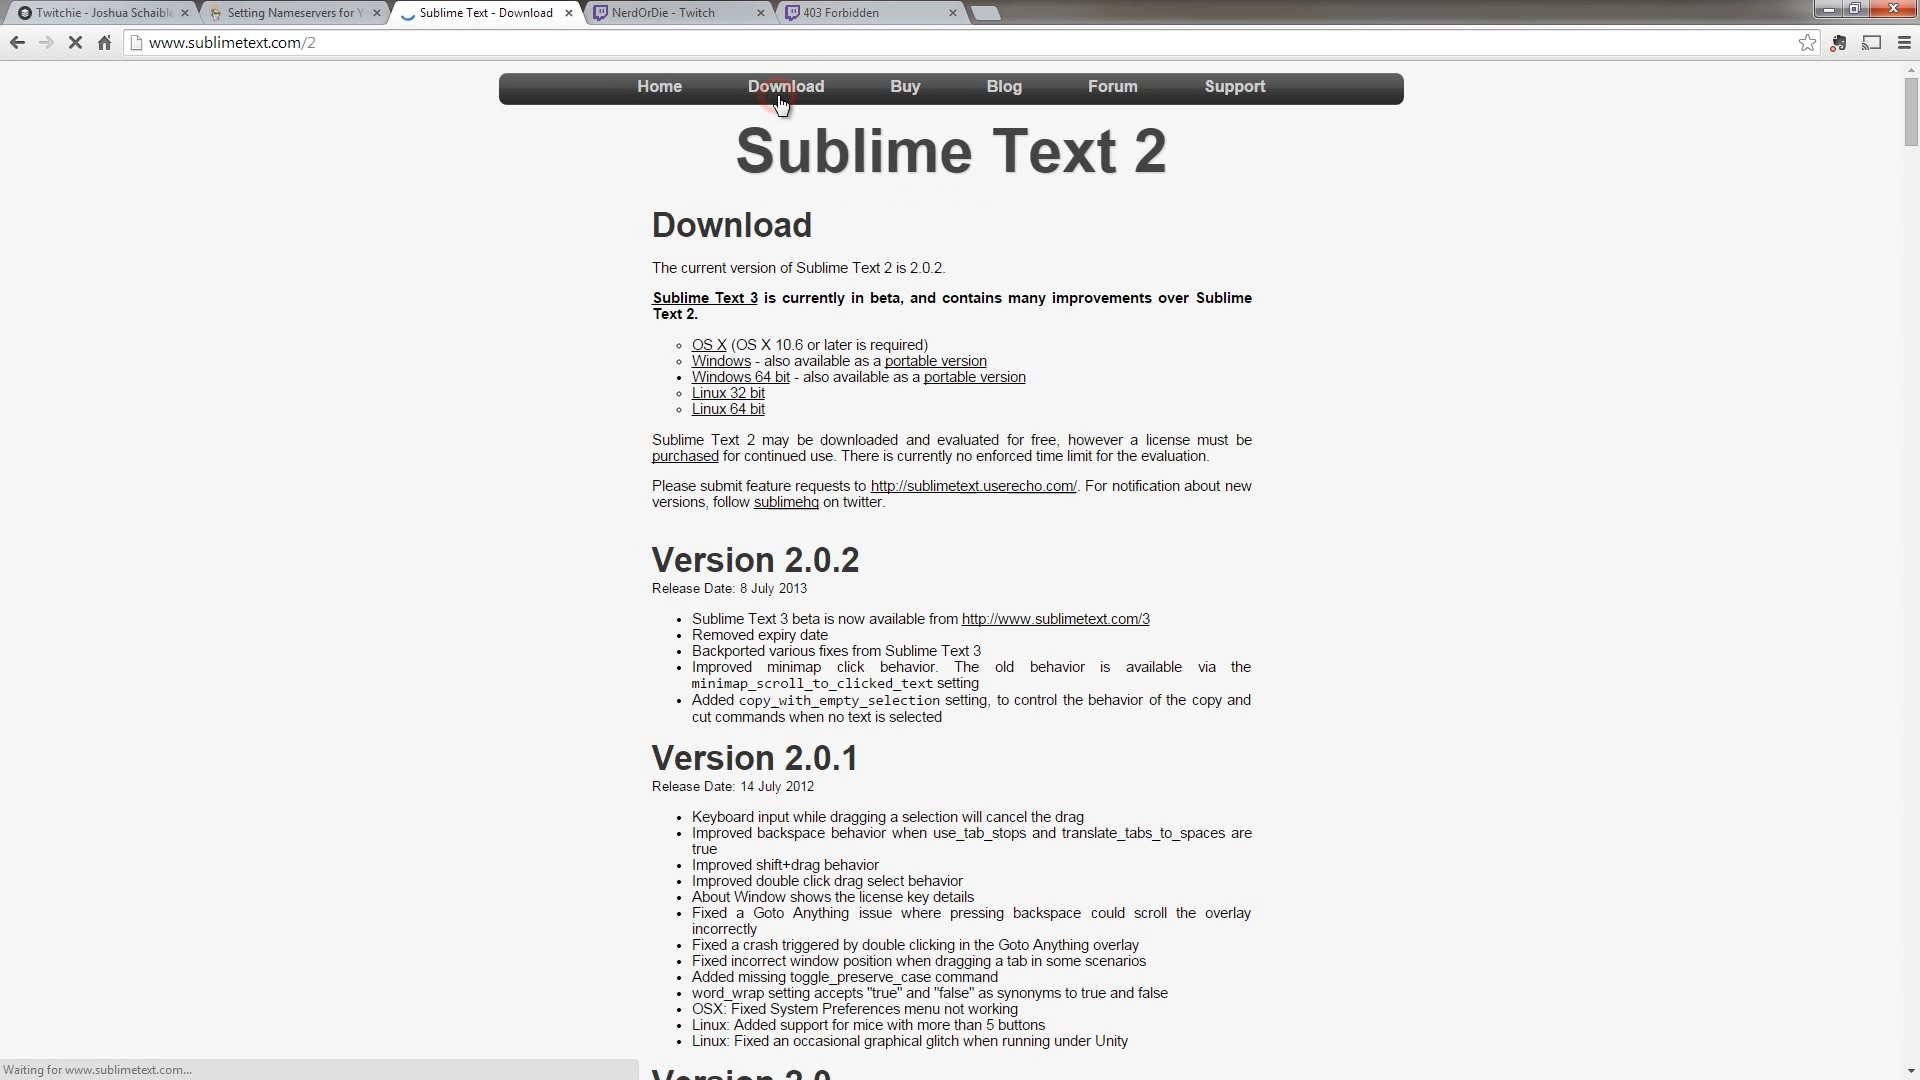 Twitchie - Joshua Schaible
Setting Nameservers for Y
Sublime Text - Download
NerdOrDie - Twitch
403 Forbidden
www.sublimetext.com/2
Home
Download
Buy
Blog
Forum
Support
Sublime Text 2
Download
The current version of Sublime Text 2 is 2.0.2.
Sublime Text 3 is currently in beta, and contains many improvements over Sublime
Text 2.
OS X (OS X 10.6 or later is required)
Windows - also available as a portable version
Windows 64 bit - also available as a portable version
Linux 32 bit
Linux 64 bit
Sublime Text 2 may be downloaded and evaluated for free, however a license must be
purchased for continued use. There is currently no enforced time limit for the evaluation.
Please submit feature requests to http://sublimetext.userecho.com/. For notification about new
versions, follow sublimehq on twitter.
Version 2.0.2
Release Date: 8 July 2013
Sublime Text 3 beta is now available from http://www.sublimetext.com/3
Removed expiry date
Backported various fixes from Sublime Text 3
Improved minimap click behavior. The old behavior is available via the
minimap_scroll_to_clicked_text setting
Added copy_with_empty_selection setting, to control the behavior of the copy and
cut commands when no text is selected
Version 2.0.1
Release Date: 14 July 2012
Keyboard input while dragging a selection will cancel the drag
Improved backspace behavior when use_tab_stops and translate_tabs_to_spaces are
true
Improved shift+drag behavior
Improved double click drag select behavior
About Window shows the license key details
Fixed a Goto Anything issue where pressing backspace could scroll the overlay
incorrectly
Fixed a crash triggered by double clicking in the Goto Anything overlay
Fixed incorrect window position when dragging a tab in some scenarios
Added missing toggle_preserve_case command
word_wrap setting accepts "true" and "false" as synonyms to true and false
OSX: Fixed System Preferences menu not working
Linux: Added support for mice with more than 5 buttons
Linux: Fixed an occasional graphical glitch when running under Unity
Version 2.0
Waiting for www.sublimetext.com...